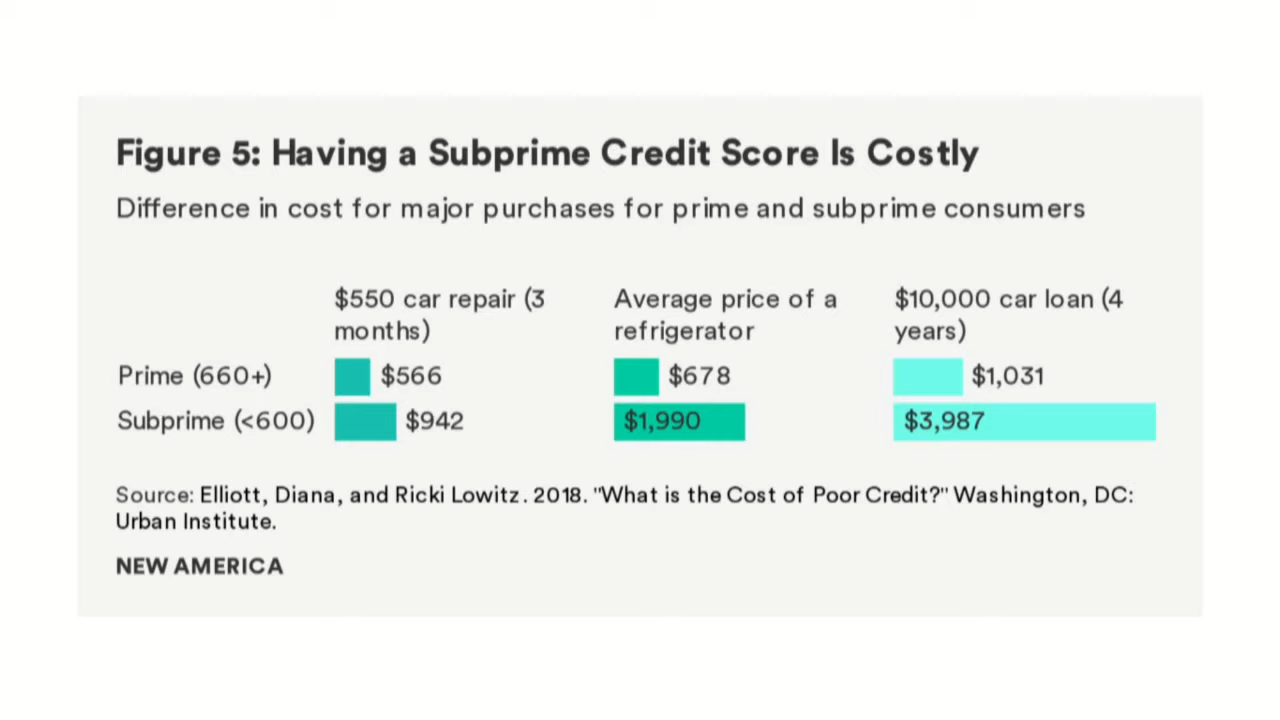 Figure 5: Having a Subprime Credit Score Is Costly
Difference in cost for major purchases for prime and subprime consumers
$550 car repair (3
months)
Average price of a
refrigerator
$10,000 car loan (4
years)
Prime (660+) $566 $678 $1,031
Subprime (<600) $942 $1,990 $3,987
Source: Elliott, Diana, and Ricki Lowitz. 2018. "What is the Cost of Poor Credit?" Washington, DC:
Urban Institute.
NEW AMERICA